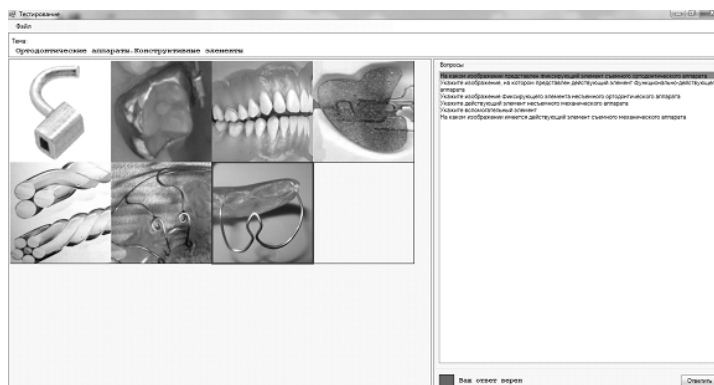 Тестирование
Файл
Тема
Ортодонтические аппараты.Конструктивные элементы
Вопросы
На каком изображении представлен фиксирующий элемент съемного ортодонтического аппарата
Укажите изображение, на котором представлен действующий элемент функционально-действующего
аппарата
Укажите изображение фиксирующего элемента несъемного ортодонтического аппарата
Укажите действующий элемент несъемного механического аппарата
Укажите вспомогательный элемент
На каком изображении имеется действующий элемент съемного механического аппарата
Ваш ответ верен
Ответить